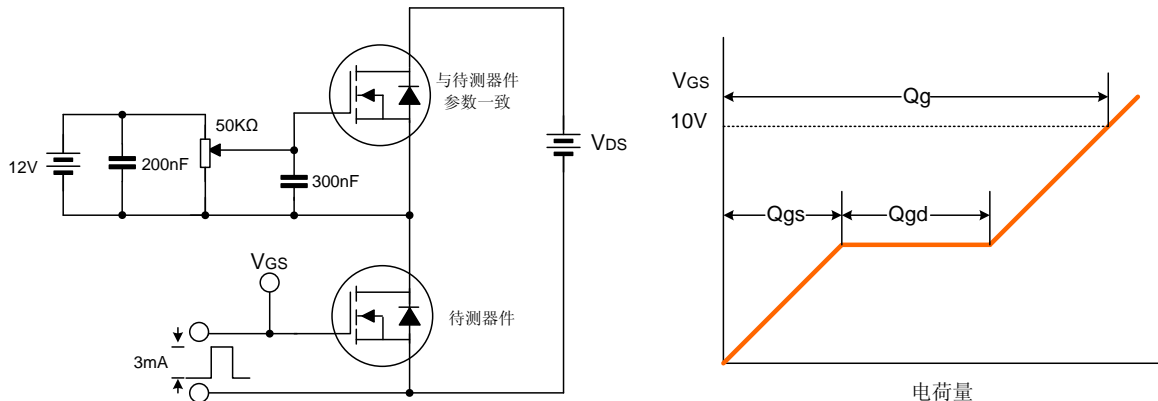 与待测器件
参数一致
50KΩ
12V
200nF
300nF
VDS
VGS
待测器件
3mA
VGS
10V
Qg
Qgs
Qgd
电荷量